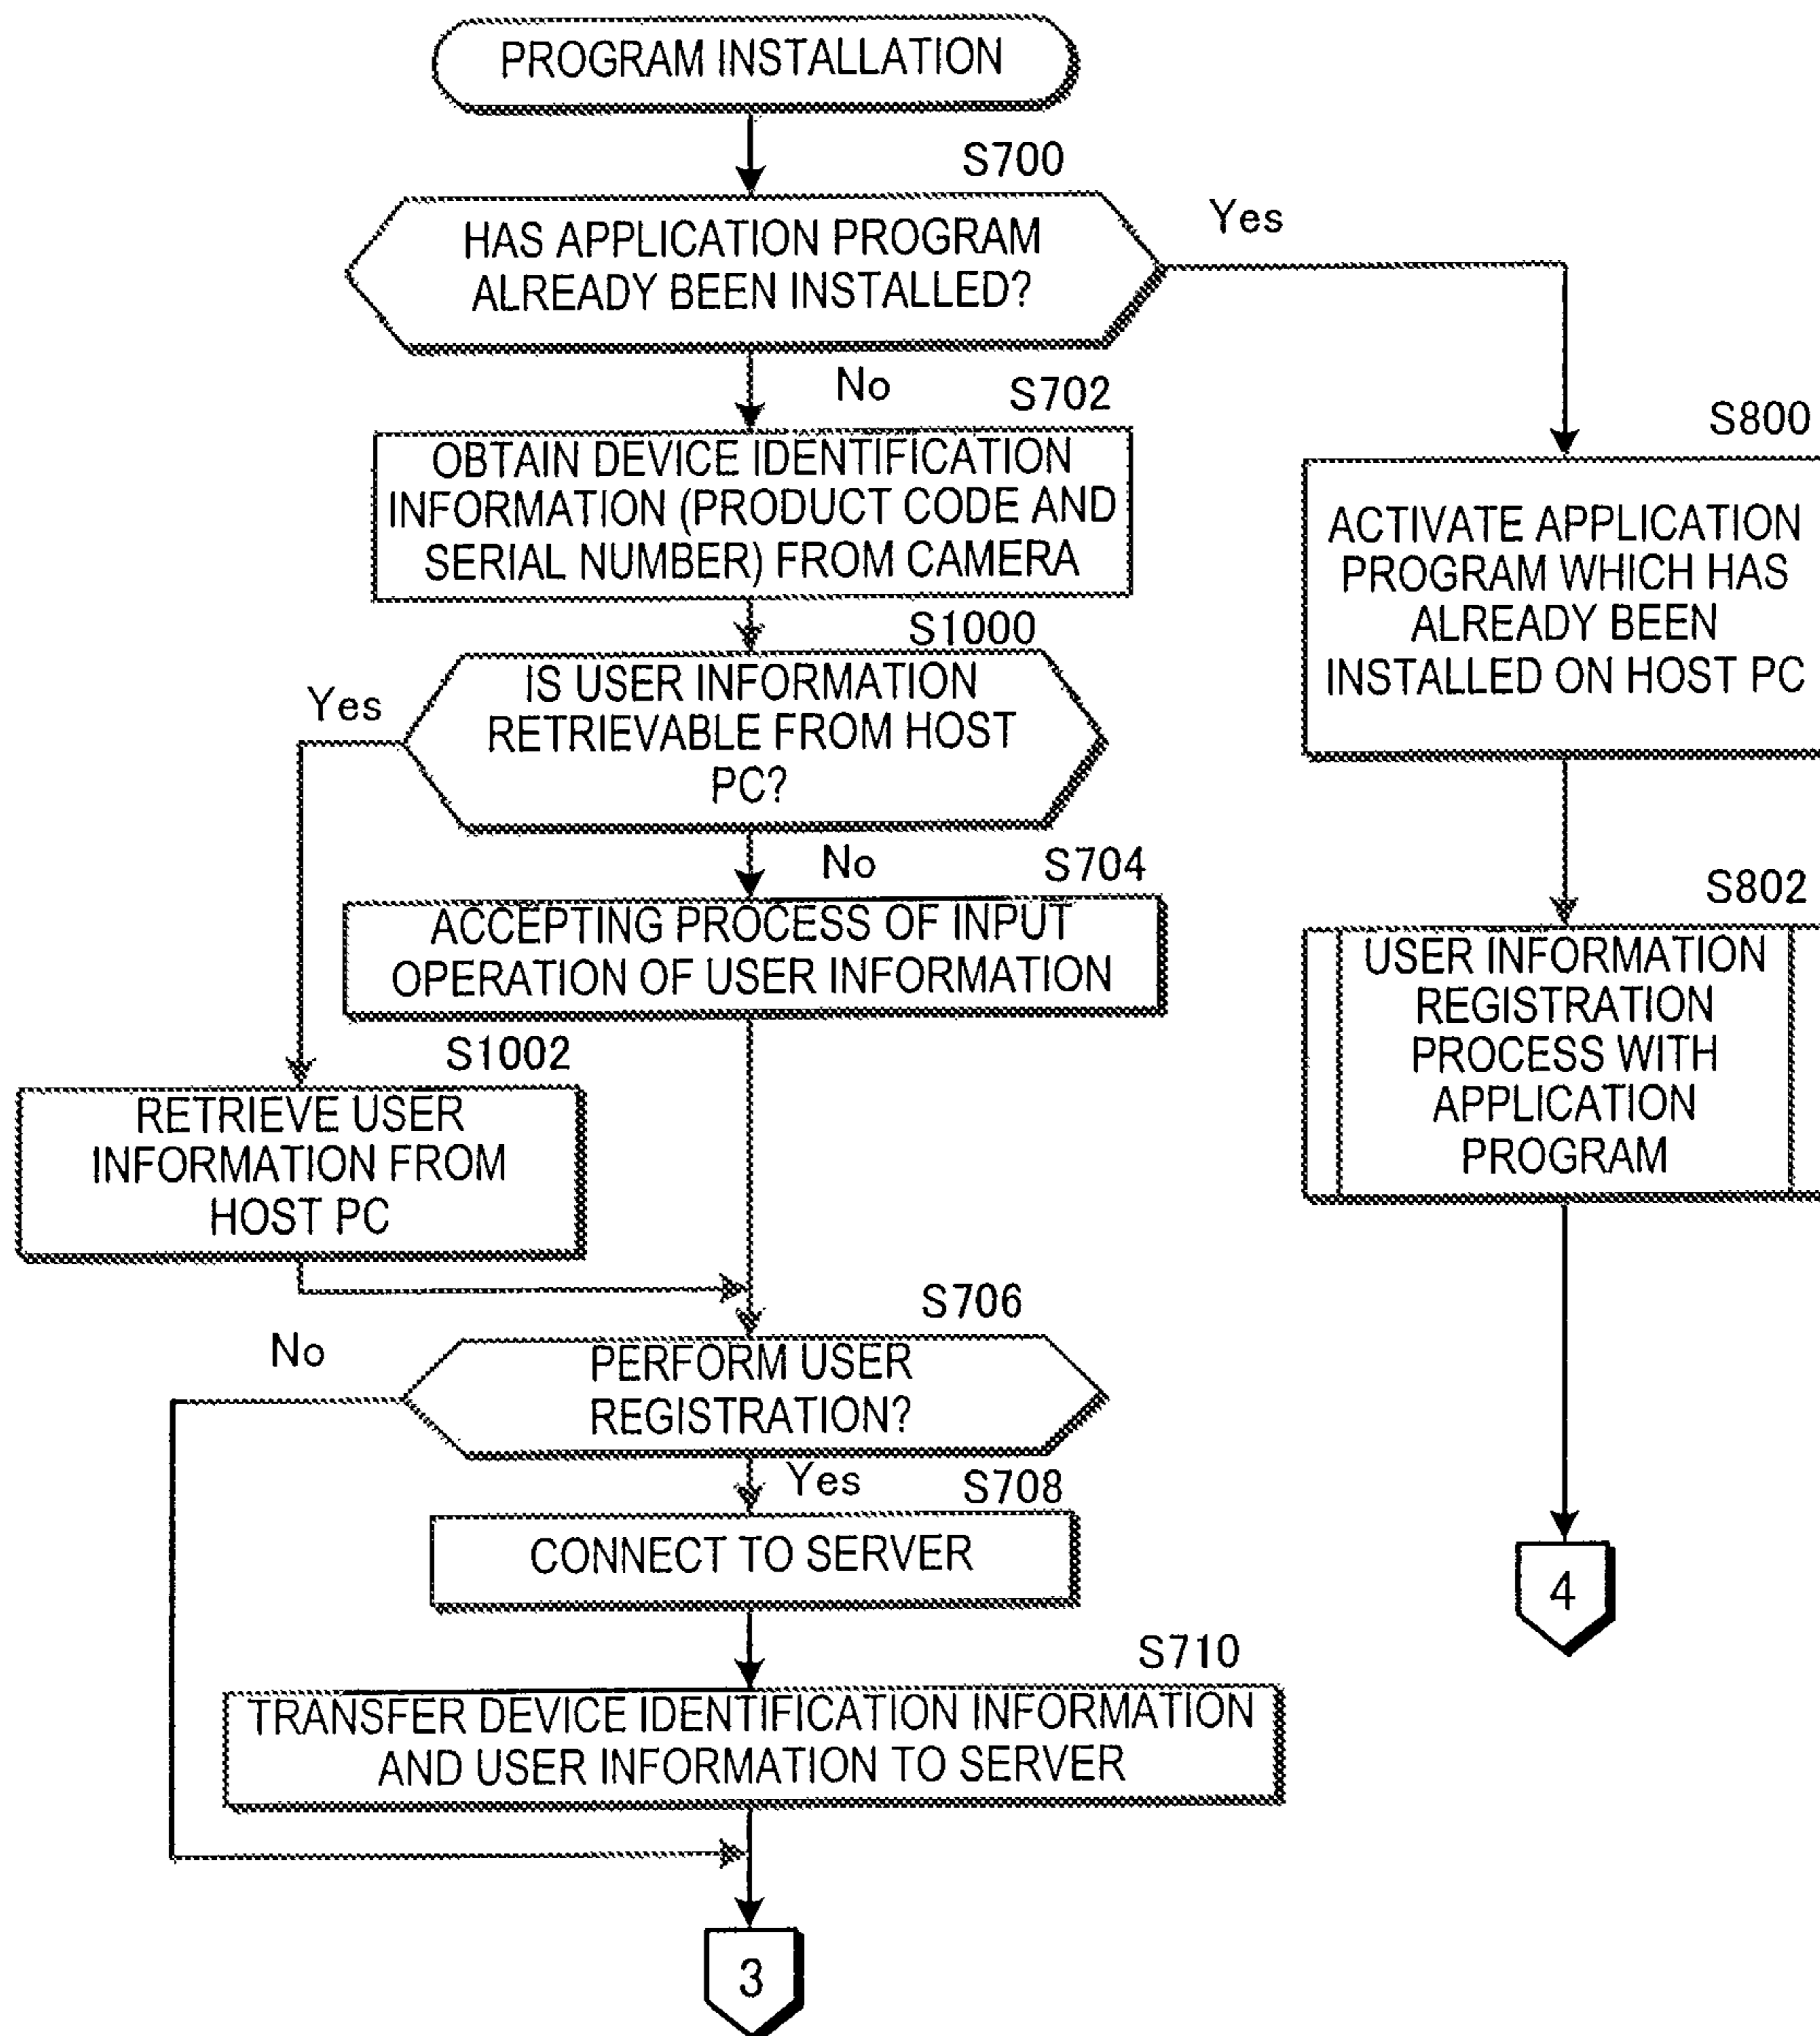 PROGRAM INSTALLATION
S700
HAS APPLICATION PROGRAM
ALREADY BEEN INSTALLED?
Yes
No
S702
OBTAIN DEVICE IDENTIFICATION
INFORMATION (PRODUCT CODE AND
SERIAL NUMBER) FROM CAMERA
S1000
IS USER INFORMATION
RETRIEVABLE FROM HOST
PC?
Yes
No
S704
ACCEPTING PROCESS OF INPUT
OPERATION OF USER INFORMATION
S1002
RETRIEVE USER
INFORMATION FROM
HOST PC
S706
PERFORM USER
REGISTRATION?
No
Yes
S708
CONNECT TO SERVER
S710
TRANSFER DEVICE IDENTIFICATION INFORMATION
AND USER INFORMATION TO SERVER
3
S800
ACTIVATE APPLICATION
PROGRAM WHICH HAS
ALREADY BEEN
INSTALLED ON HOST PC
S802
USER INFORMATION
REGISTRATION
PROCESS WITH
APPLICATION
PROGRAM
4